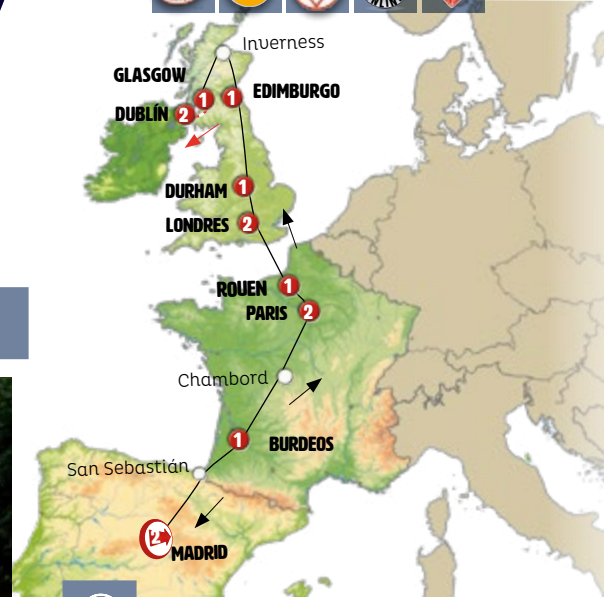 Inverness
GLASGOW
1
1
EDIMBURGO
DUBLÍN
2
DURHAM
1
LONDRES
2
ROUEN
1
PARIS
2
Chambord
1
BURDEOS
San Sebastián
2
MADRID